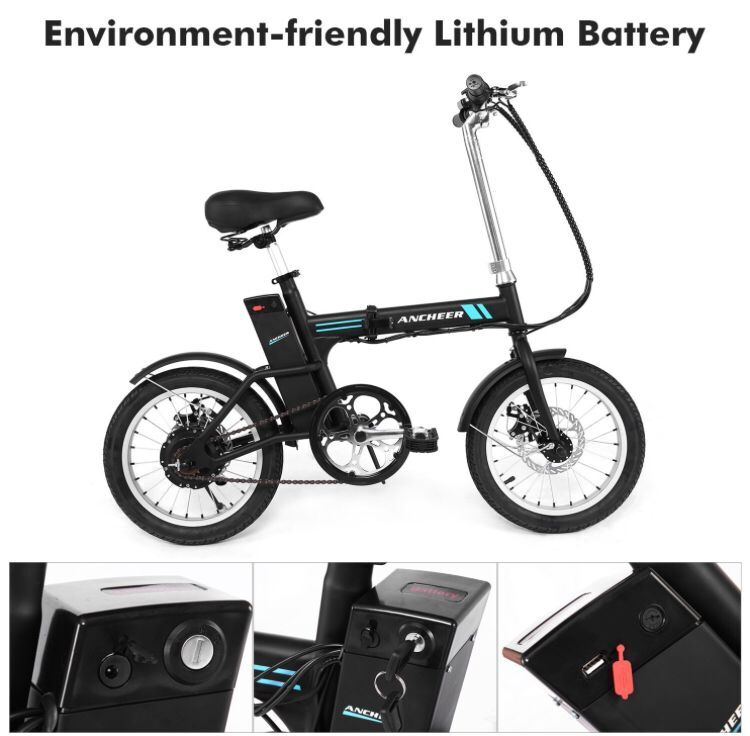 Environment-friendly Lithium Battery
ANCHEER
ANCHEER
Battery
ANCHEER